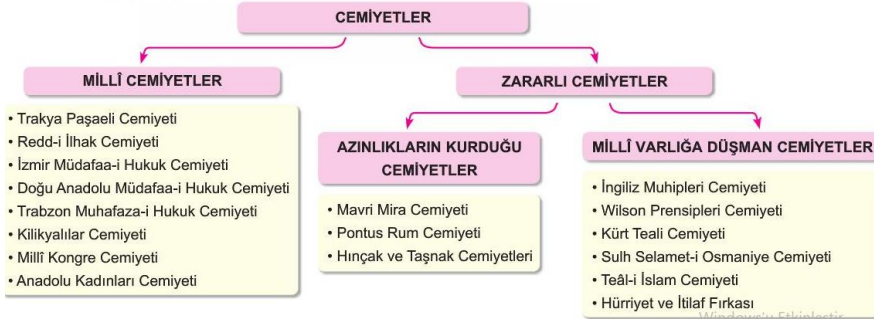 CEMİYETLER
MİLLÎ CEMİYETLER
• Trakya Paşaeli Cemiyeti
• Redd-i İlhak Cemiyeti
• İzmir Müdafaa-i Hukuk Cemiyeti
• Doğu Anadolu Müdafaa-i Hukuk Cemiyeti
• Trabzon Muhafaza-i Hukuk Cemiyeti
• Kilikyalılar Cemiyeti
• Millî Kongre Cemiyeti
• Anadolu Kadınları Cemiyeti
ZARARLI CEMİYETLER
AZINLIKLARIN KURDUĞU
CEMİYETLER
• Mavri Mira Cemiyeti
• Pontus Rum Cemiyeti
• Hınçak ve Taşnak Cemiyetleri
MİLLÎ VARLIĞA DÜŞMAN CEMİYETLER
• İngiliz Muhipleri Cemiyeti
• Wilson Prensipleri Cemiyeti
• Kürt Teali Cemiyeti
• Sulh Selamet-i Osmaniye Cemiyeti
• Teâl-i İslam Cemiyeti
• Hürriyet ve İtilaf Fırkası
Windows'u Etkinleştir